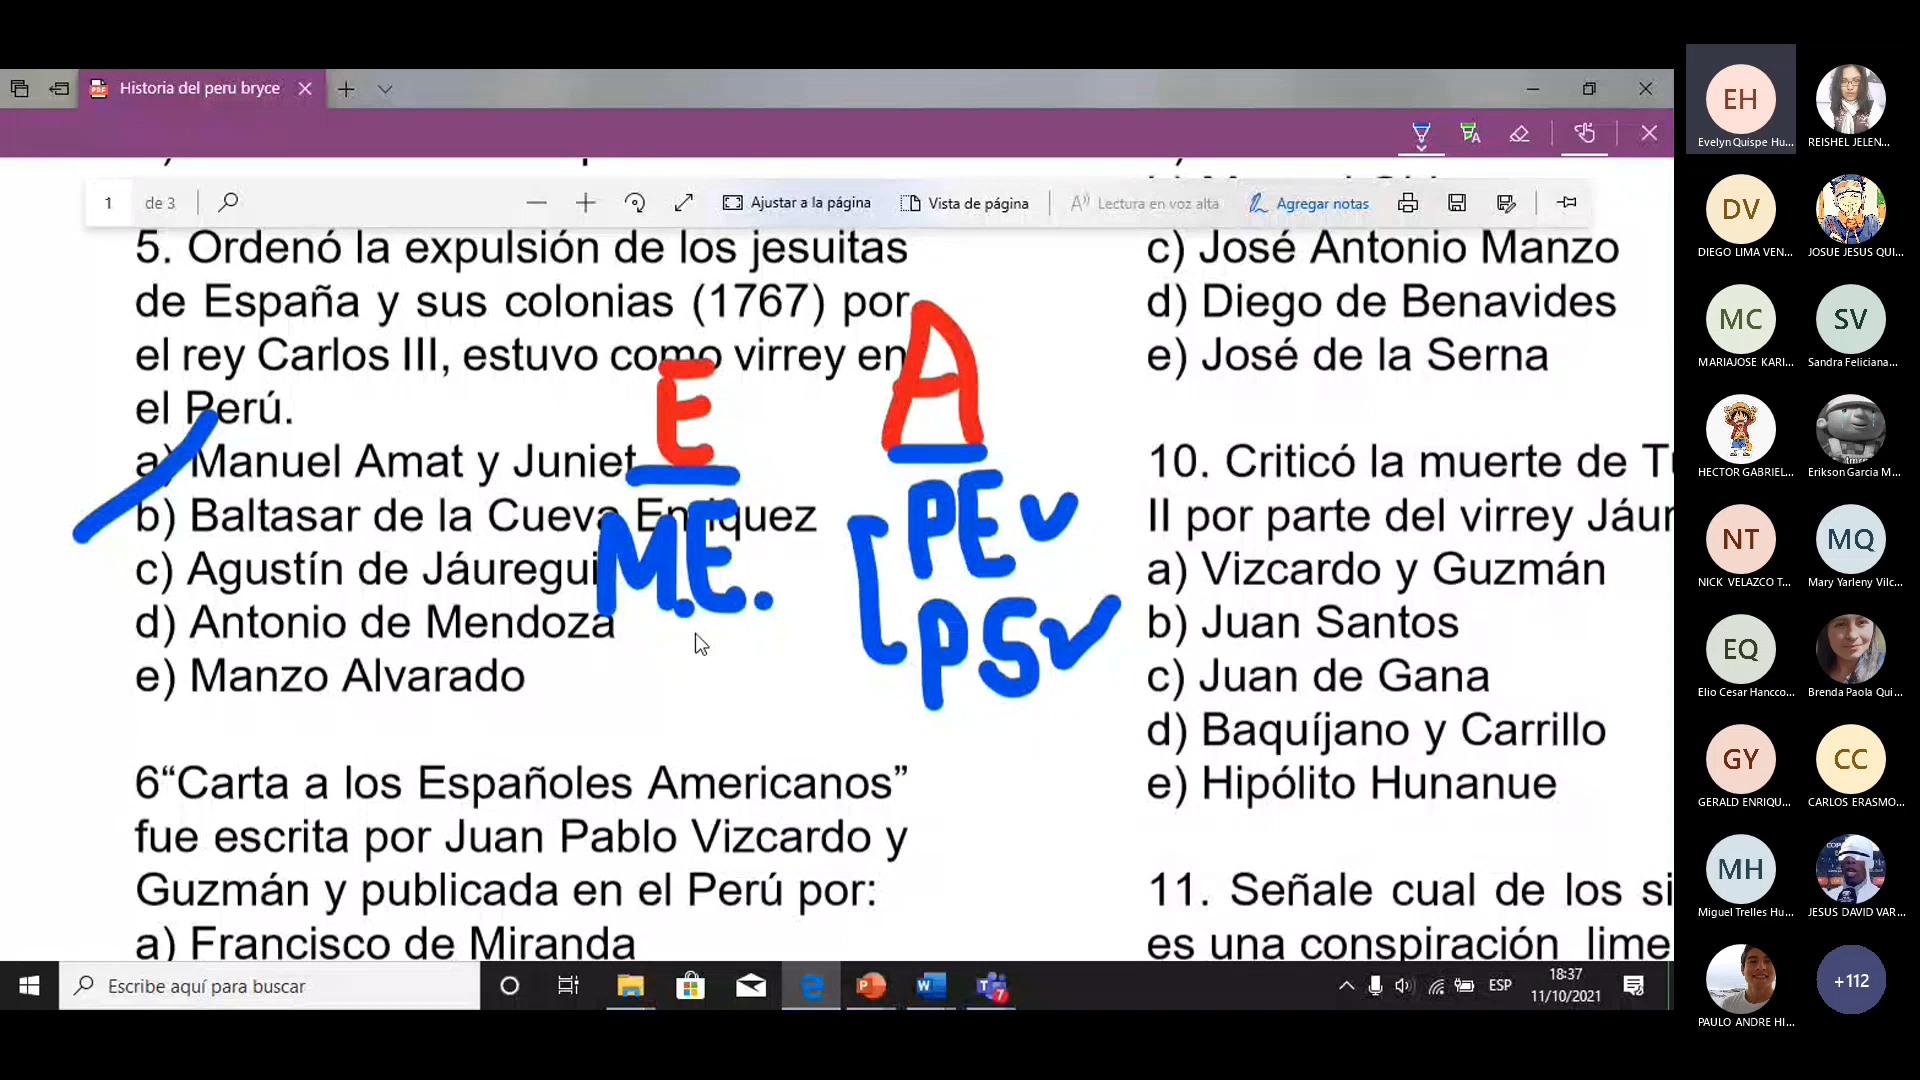 Historia del peru bryce
1 de 3
Ajustar a la página
Vista de página
Lectura en voz alta
Agregar notas
5. Ordenó la expulsión de los jesuitas
de España y sus colonias (1767) por
el rey Carlos III, estuvo como virrey en
el Perú.
a) Manuel Amat y Juniet
b) Baltasar de la Cueva Enríquez
c) Agustín de Jáuregui
d) Antonio de Mendoza
e) Manzo Alvarado
E
M.E.
A
PE
PS
6“Carta a los Españoles Americanos”
fue escrita por Juan Pablo Vizcardo y
Guzmán y publicada en el Perú por:
a) Francisco de Miranda
c) José Antonio Manzo
d) Diego de Benavides
e) José de la Serna
10. Criticó la muerte de T
II por parte del virrey Jáur
a) Vizcardo y Guzmán
b) Juan Santos
c) Juan de Gana
d) Baquíjano y Carrillo
e) Hipólito Hunanue
11. Señale cual de los si
es una conspiración lime
Escribe aquí para buscar
7
ESP
18:37
11/10/2021
EH
Evelyn Quispe Hu...
REISHEL JELEN...
DV
DIEGO LIMA VEN...
JOSUE JESUS QUI...
MC
MARIAJOSE KARI...
SV
Sandra Feliciana...
HECTOR GABRIEL...
Erikson Garcia M...
NT
NICK VELAZCO T...
MQ
Mary Yarleny Vilc...
EQ
Elio Cesar Hancco...
Brenda Paola Qui...
GY
GERALD ENRIQU...
CC
CARLOS ERASMO...
MH
Miguel Trelles Hu...
JESUS DAVID VAR...
PAULO ANDRE HI...
+112